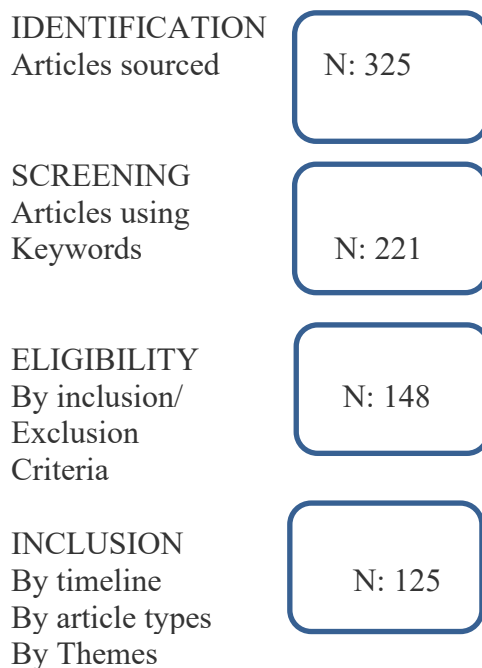 IDENTIFICATION
Articles sourced N: 325
SCREENING
Articles using
Keywords N: 221
ELIGIBILITY
By inclusion/ N: 148
Exclusion
Criteria
INCLUSION
By timeline N: 125
By article types
By Themes